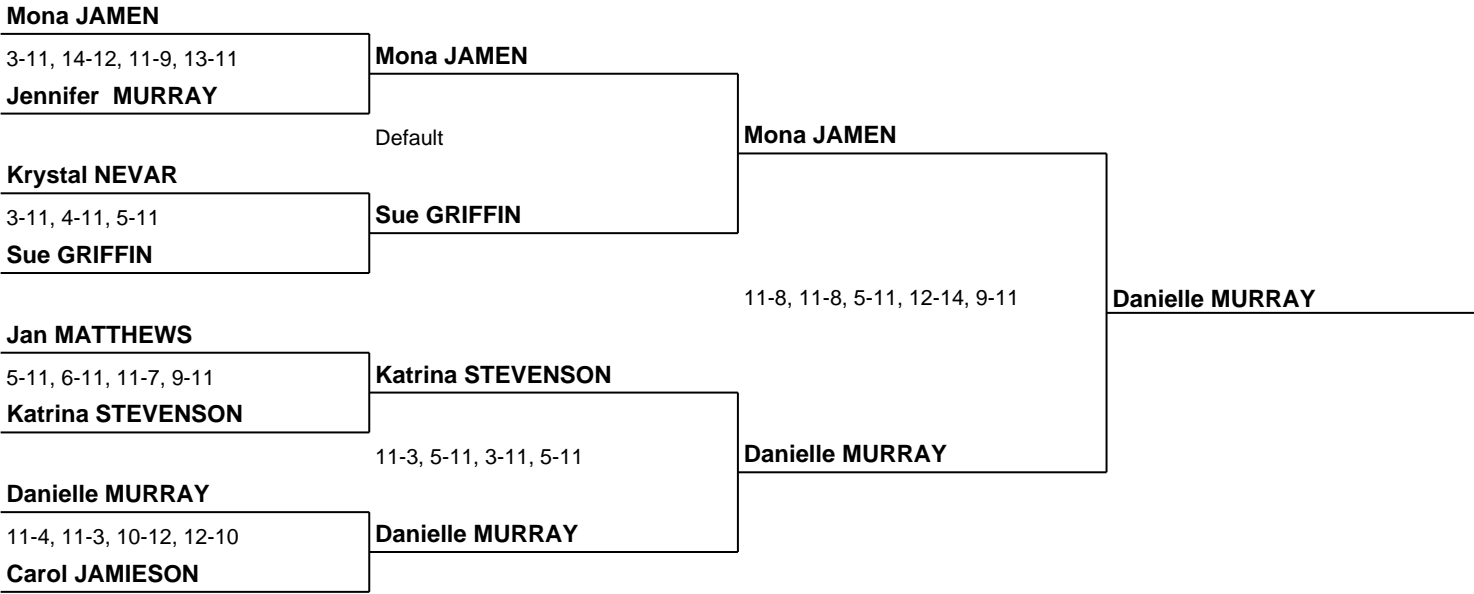 Mona JAMEN
3-11, 14-12, 11-9, 13-11
Mona JAMEN
Jennifer  MURRAY
Default
Mona JAMEN
Krystal NEVAR
3-11, 4-11, 5-11
Sue GRIFFIN
Sue GRIFFIN
11-8, 11-8, 5-11, 12-14, 9-11
Danielle MURRAY
Jan MATTHEWS
5-11, 6-11, 11-7, 9-11
Katrina STEVENSON
Katrina STEVENSON
11-3, 5-11, 3-11, 5-11
Danielle MURRAY
Danielle MURRAY
11-4, 11-3, 10-12, 12-10
Danielle MURRAY
Carol JAMIESON